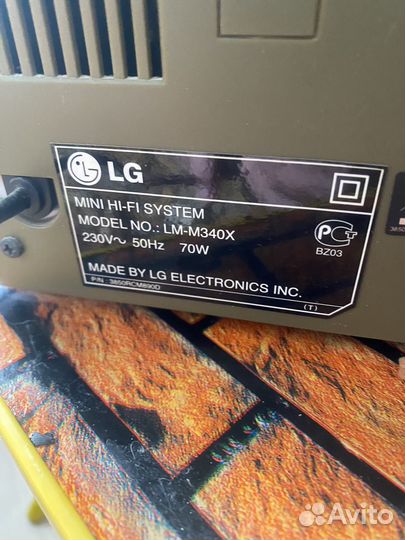 LG
MINI HI-FI SYSTEM
MODEL NO.: LM-M340X
230V~ 50Hz 70W
BZ03
MADE BY LG ELECTRONICS INC.
P/N : 3850RCM890D
(T)
Avito